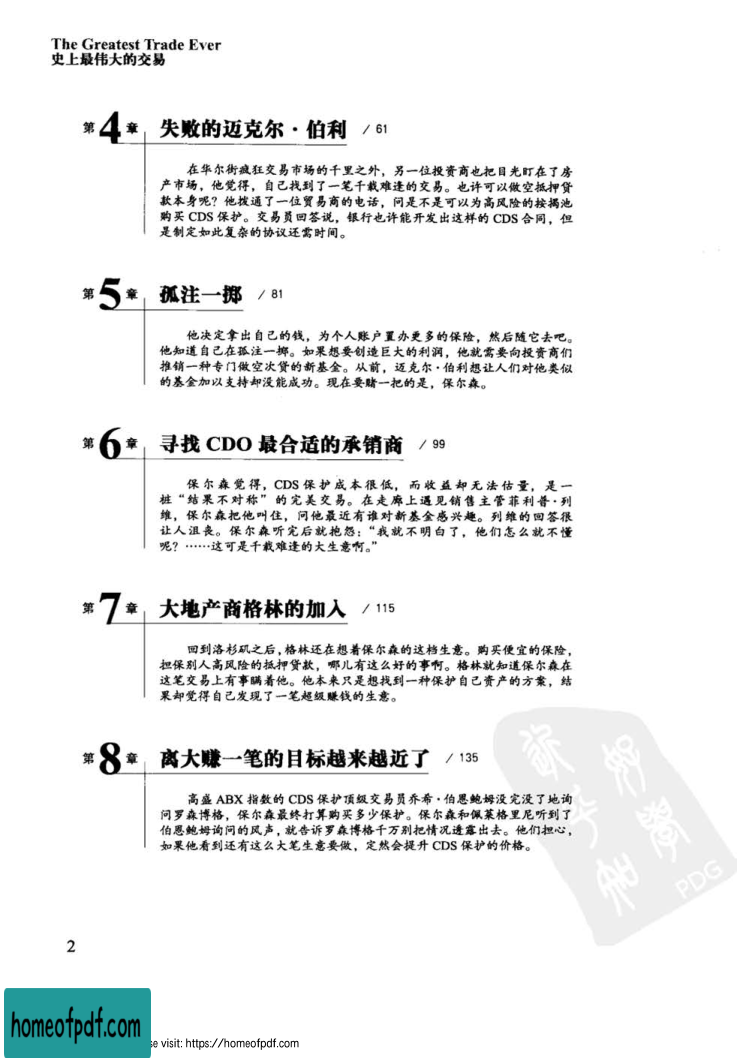 The Greatest Trade Ever
史上最伟大的交易
第4章 失败的迈克尔·伯利 / 61
在华尔街疯狂交易市场的千里之外，另一位投资商也把目光盯在了房
产市场，他觉得，自己找到了一笔千载难逢的交易。也许可以做空抵押贷
款本身呢？他拨通了一位贸易商的电话，问是不是可以为高风险的按揭池
购买 CDS 保护。交易员回答说，银行也许能开发出这样的 CDS 合同，但
是制定如此复杂的协议还需时间。
第5章 孤注一掷 / 81
他决定拿出自己的钱，为个人账户置办更多的保险，然后随它去吧。
他知道自己在孤注一掷。如果想要创造巨大的利润，他就需要向投资商们
推销一种专门做空次贷的新基金。从前，迈克尔·伯利想让人们对他类似
的基金加以支持却没能成功。现在要赌一把的是，保尔森。
第6章 寻找 CDO 最合适的承销商 / 99
保尔森觉得，CDS 保护成本很低，而收益却无法估量，是一
桩“结果不对称”的完美交易。在走廊上遇见销售主管菲利普·列
维，保尔森把他叫住，问他最近有谁对新基金感兴趣。列维的回答很
让人沮丧。保尔森听完后就抱怨：“我就不明白了，他们怎么就不懂
呢？……这可是千载难逢的大生意啊。”
第7章 大地产商格林的加入 / 115
回到洛杉矶之后，格林还在想着保尔森的这档生意。购买便宜的保险，
担保别人高风险的抵押贷款，哪儿有这么好的事啊。格林就知道保尔森在
这笔交易上有事瞒着他。他本来只是想找到一种保护自己资产的方案，结
果却觉得自己发现了一笔超级赚钱的生意。
第8章 离大赚一笔的目标越来越近了 / 135
高盛 ABX 指数的 CDS 保护顶级交易员乔希·伯恩鲍姆没完没了地询
问罗森博格，保尔森最终打算购买多少保护。保尔森和佩莱格里尼听到了
伯恩鲍姆询问的风声，就告诉罗森博格千万别把情况透露出去。他们担心，
如果他看到还有这么大笔生意要做，定然会提升 CDS 保护的价格。
PDG
2
homeofpdf.com
se visit: https://homeofpdf.com